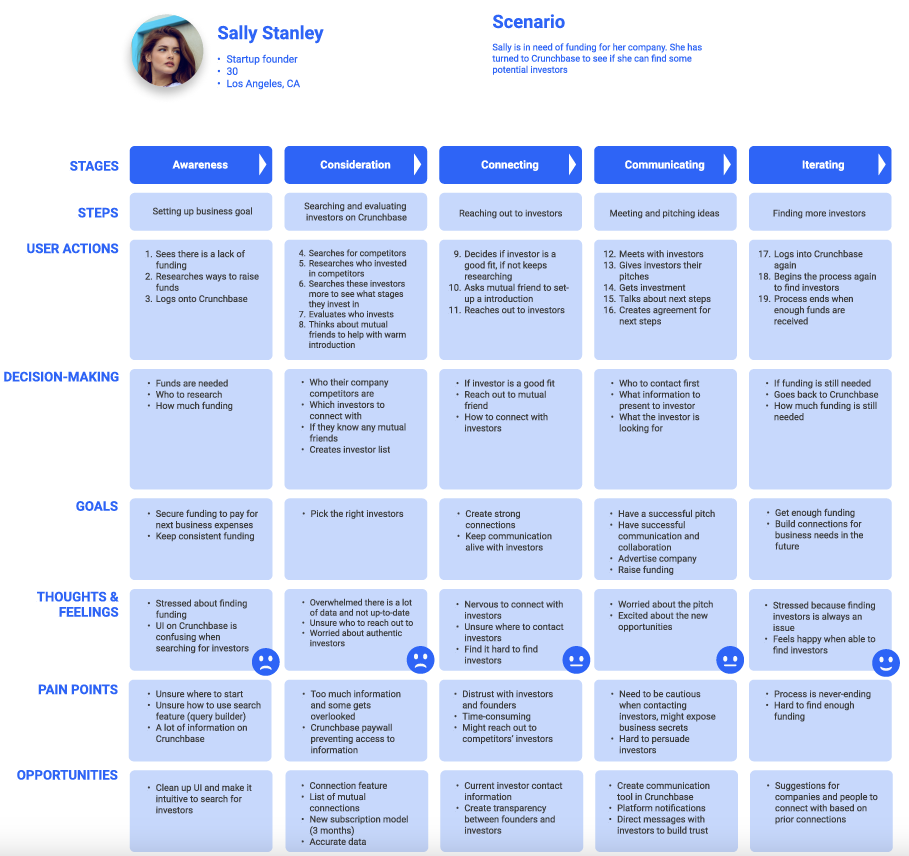 Sally Stanley
• Startup founder
• 30
• Los Angeles, CA
Scenario
Sally is in need of funding for her company. She has
turned to Crunchbase to see if she can find some
potential investors
STAGES
Awareness
Consideration
Connecting
Communicating
Iterating
STEPS
Setting up business goal
Searching and evaluating
investors on Crunchbase
Reaching out to investors
Meeting and pitching ideas
Finding more investors
USER ACTIONS
1. Sees there is a lack of
funding
2. Researches ways to raise
funds
3. Logs onto Crunchbase
4. Searches for competitors
5. Researches who invested
in competitors
6. Searches these investors
more to see what stages
they invest in
7. Evaluates who invests
8. Thinks about mutual
friends to help with warm
introduction
9. Decides if investor is a
good fit, if not keeps
researching
10. Asks mutual friend to set-
up a introduction
11. Reaches out to investors
12. Meets with investors
13. Gives investors their
pitches
14. Gets investment
15. Talks about next steps
16. Creates agreement for
next steps
17. Logs into Crunchbase
again
18. Begins the process again
to find investors
19. Process ends when
enough funds are
received
DECISION-MAKING
• Funds are needed
• Who to research
• How much funding
• Who their company
competitors are
• Which investors to
connect with
• If they know any mutual
friends
• Creates investor list
• If investor is a good fit
• Reach out to mutual
friend
• How to connect with
investors
• Who to contact first
• What information to
present to investor
• What the investor is
looking for
• If funding is still needed
• Goes back to Crunchbase
• How much funding is still
needed
GOALS
• Secure funding to pay for
next business expenses
• Keep consistent funding
• Pick the right investors
• Create strong
connections
• Keep communication
alive with investors
• Have a successful pitch
• Have successful
communication and
collaboration
• Advertise company
• Raise funding
• Get enough funding
• Build connections for
business needs in the
future
THOUGHTS &
FEELINGS
• Stressed about finding
funding
• UI on Crunchbase is
confusing when
searching for investors
• Overwhelmed there is a lot
of data and not up-to-date
• Unsure who to reach out to
• Worried about authentic
investors
• Nervous to connect with
investors
• Unsure where to contact
investors
• Find it hard to find
investors
• Worried about the pitch
• Excited about the new
opportunities
• Stressed because finding
investors is always an
issue
• Feels happy when able to
find investors
PAIN POINTS
• Unsure where to start
• Unsure how to use search
feature (query builder)
• A lot of information on
Crunchbase
• Too much information
and some gets
overlooked
• Crunchbase paywall
preventing access to
information
• Distrust with investors
and founders
• Time-consuming
• Might reach out to
competitors' investors
• Need to be cautious
when contacting
investors, might expose
business secrets
• Hard to persuade
investors
• Process is never-ending
• Hard to find enough
funding
OPPORTUNITIES
• Clean up UI and make it
intuitive to search for
investors
• Connection feature
• List of mutual
connections
• New subscription model
(3 months)
• Accurate data
• Current investor contact
information
• Create transparency
between founders and
investors
• Create communication
tool in Crunchbase
• Platform notifications
• Direct messages with
investors to build trust
• Suggestions for
companies and people to
connect with based on
prior connections